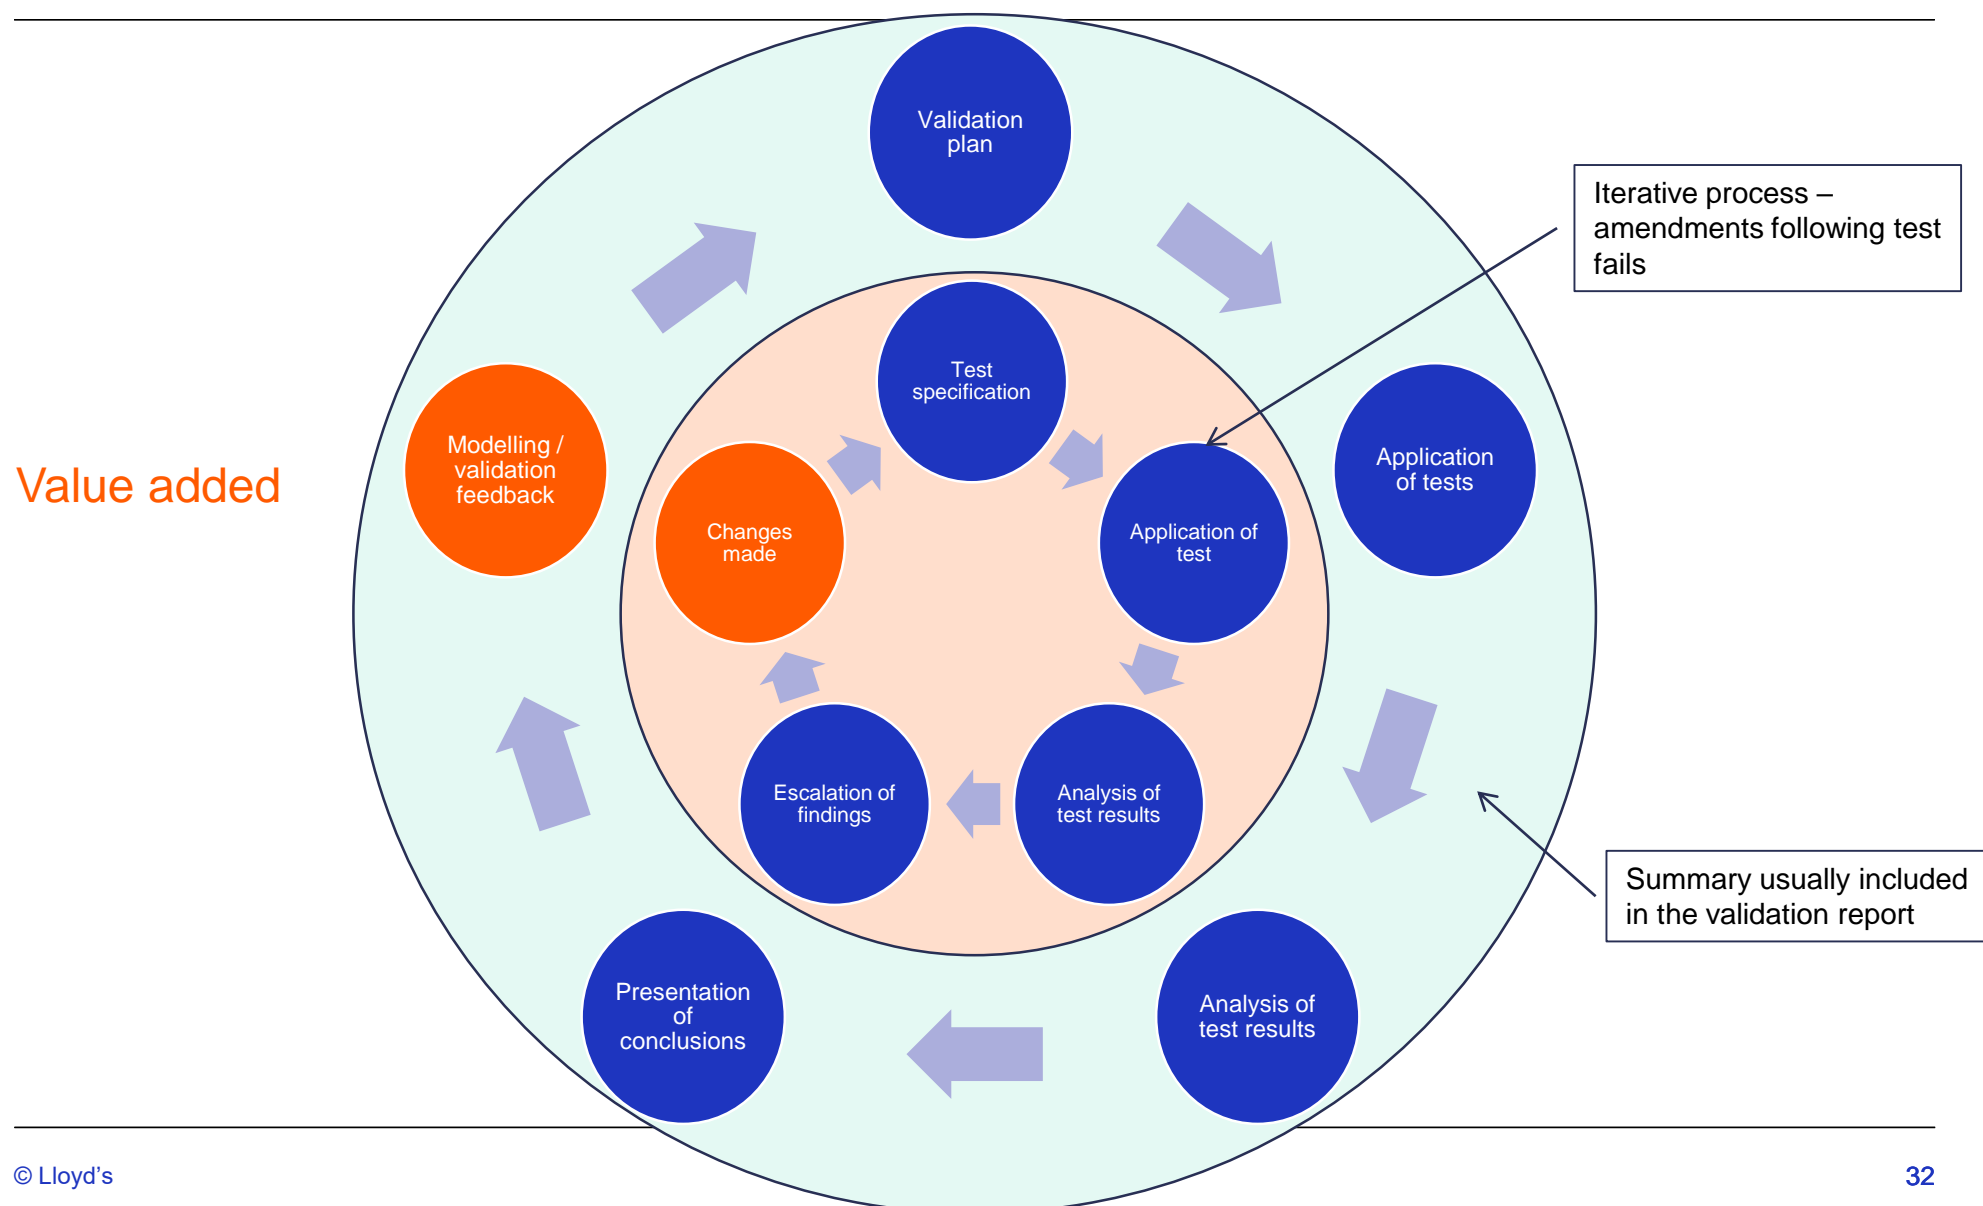 Validation
plan
Iterative process –
amendments following test
fails
Test
specification
Modelling /
validation
feedback
Application
of tests
Value added
Changes
made
Application of
test
Escalation of
findings
Analysis of
test results
Summary usually included
in the validation report
Presentation
of
conclusions
Analysis of
test results
© Lloyd's
32